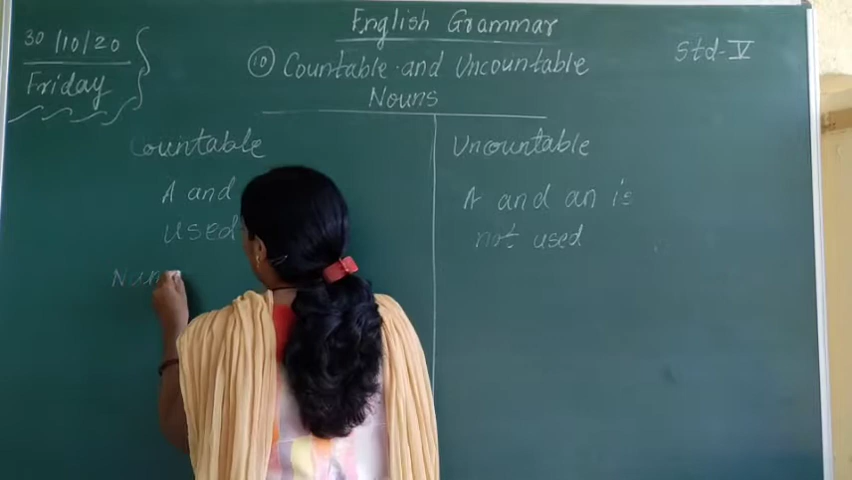 English Grammar
30/10/20
Friday
Std-V
10 Countable and Uncountable
Nouns
Countable
A and
used
Num
Uncountable
A and an is
not used